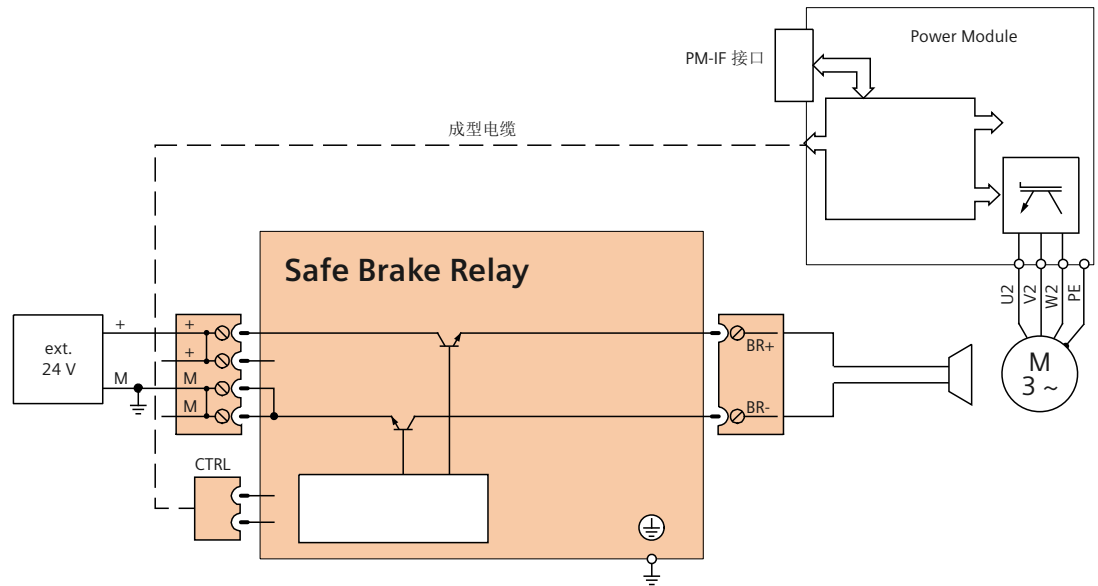 Power Module
PM-IF 接口
成型电缆
U2
V2
W2
PE
Safe Brake Relay
ext.
24 V
+
M
+
+
M
M
BR+
BR-
M
3 ~
CTRL